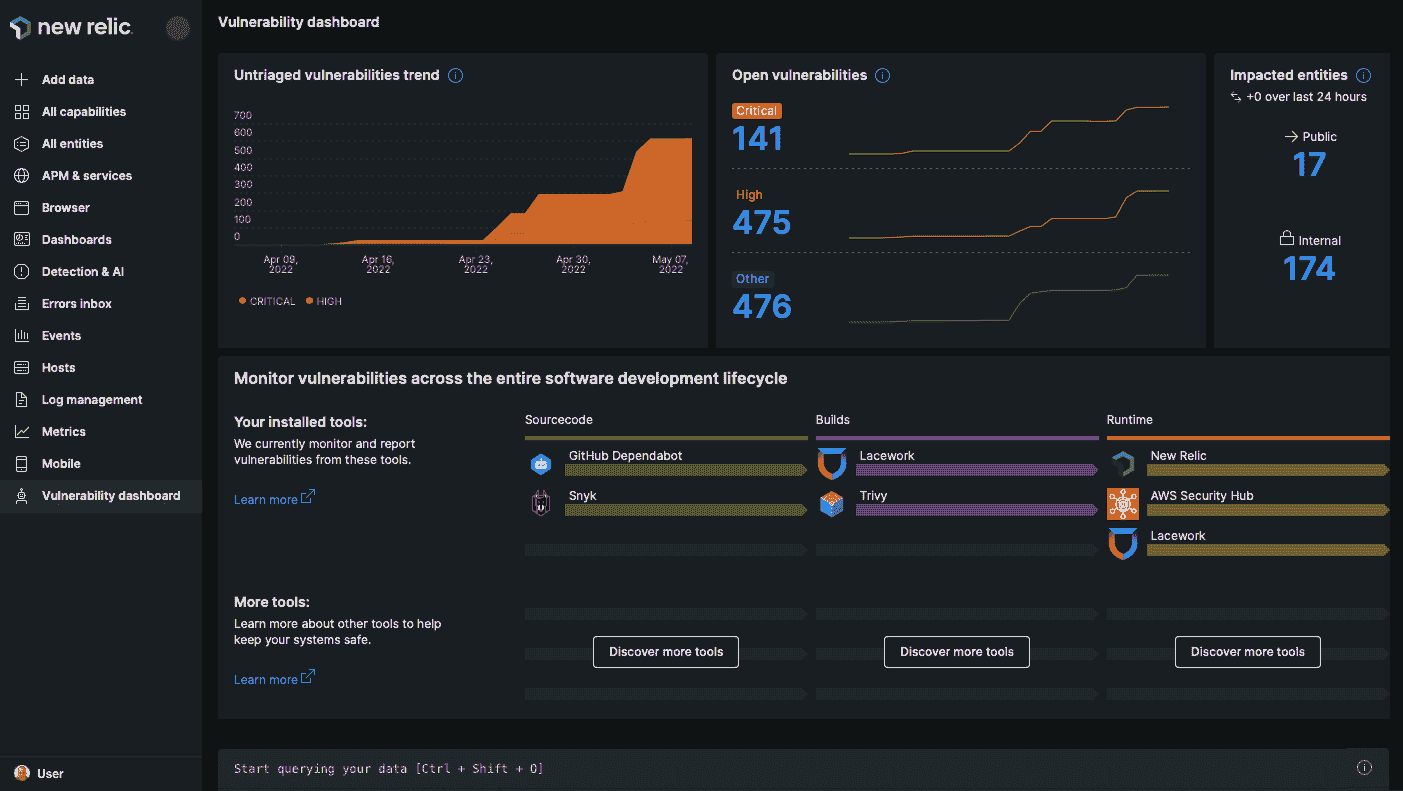 new relic.
Add data
All capabilities
All entities
APM & services
Browser
Dashboards
Detection & AI
Errors inbox
Events
Hosts
Log management
Metrics
Mobile
Vulnerability dashboard
User
Vulnerability dashboard
Untriaged vulnerabilities trend
700
600
500
400
300
200
100
0
Apr 09, 2022
Apr 16, 2022
Apr 23, 2022
Apr 30, 2022
May 07, 2022
CRITICAL HIGH
Open vulnerabilities
Critical
141
High
475
Other
476
Impacted entities
+0 over last 24 hours
Public
17
Internal
174
Monitor vulnerabilities across the entire software development lifecycle
Your installed tools:
We currently monitor and report
vulnerabilities from these tools.
Learn more
Sourcecode
GitHub Dependabot
Snyk
Builds
Lacework
Trivy
Runtime
New Relic
AWS Security Hub
Lacework
More tools:
Learn more about other tools to help
keep your systems safe.
Learn more
Discover more tools
Discover more tools
Discover more tools
Start querying your data [Ctrl + Shift + O]